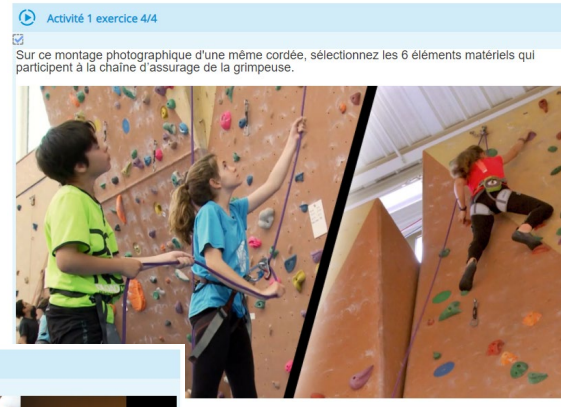 Activité 1 exercice 4/4
Sur ce montage photographique d'une même cordée, sélectionnez les 6 éléments matériels qui
participent à la chaîne d'assurage de la grimpeuse.